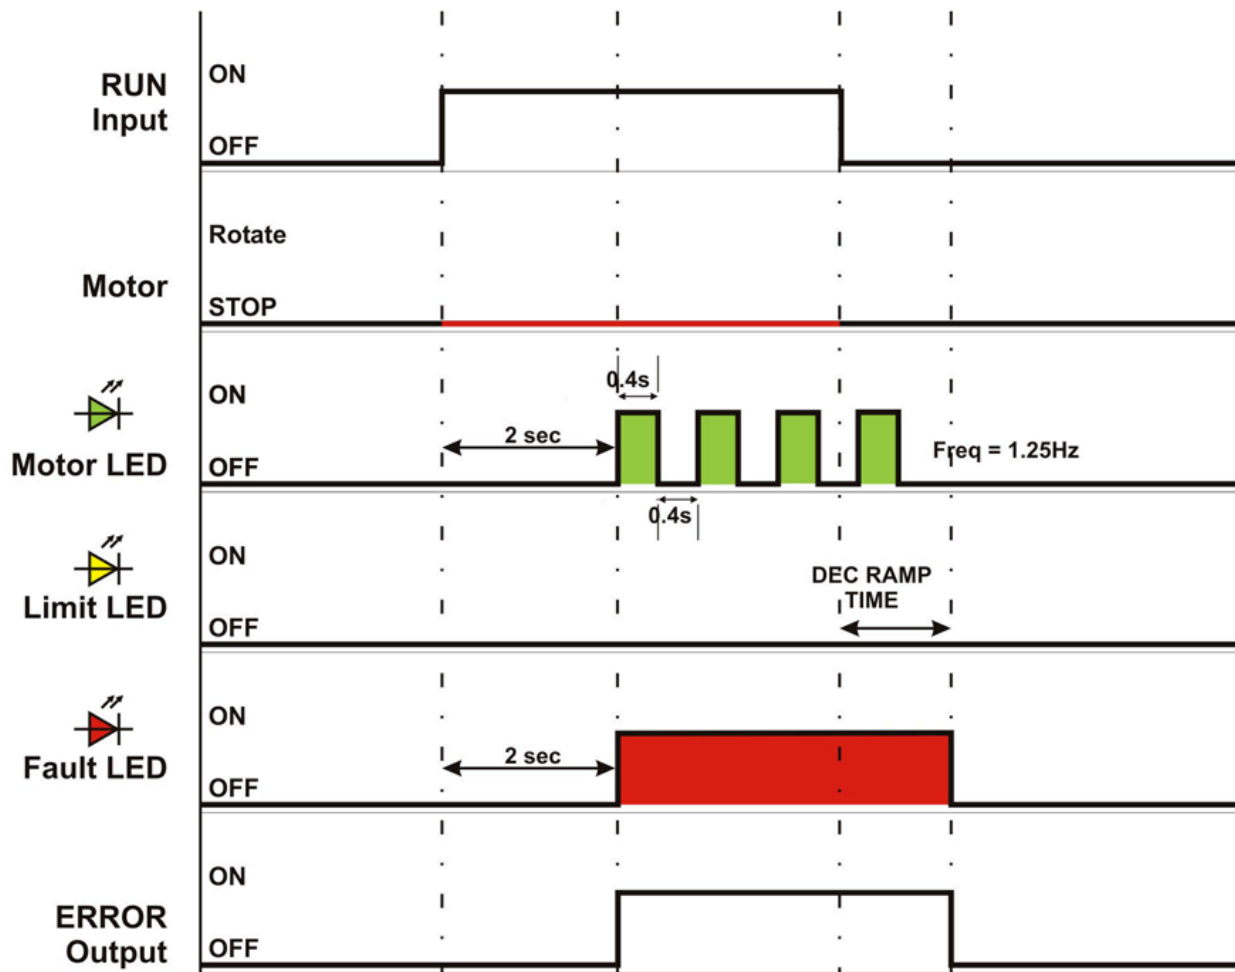 RUN
Input
ON
OFF
Motor
Rotate
STOP
Motor LED
ON
OFF
2 sec
0.4s
0.4s
Freq = 1.25Hz
Limit LED
ON
OFF
DEC RAMP
TIME
Fault LED
ON
OFF
2 sec
ERROR
Output
ON
OFF